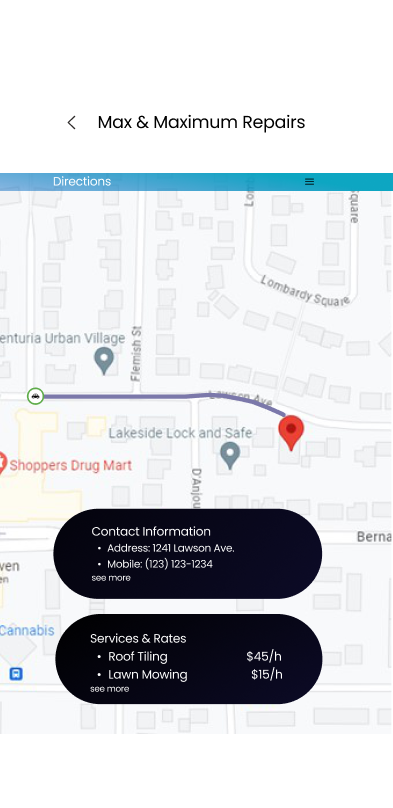 Max & Maximum Repairs
Directions
Square
Lombardy Square
enturia Urban Village
Flemish St
Lawson Ave
Lakeside Lock and Safe
Shoppers Drug Mart
D'Anjou
Contact Information
• Address: 1241 Lawson Ave.
• Mobile: (123) 123-1234
see more
Berna
wen
en
Cannabis
Services & Rates
• Roof Tiling $45/h
• Lawn Mowing $15/h
see more